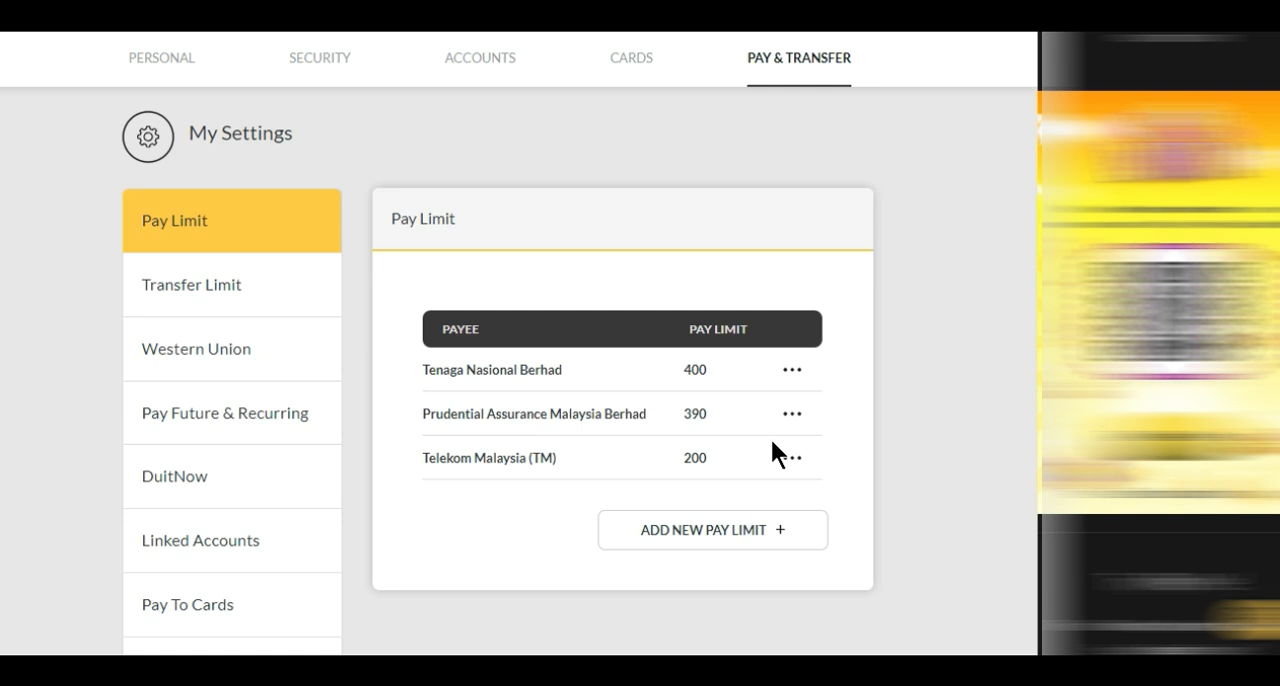 PERSONAL SECURITY ACCOUNTS CARDS PAY & TRANSFER
My Settings
Pay Limit
Transfer Limit
Western Union
Pay Future & Recurring
DuitNow
Linked Accounts
Pay To Cards
Pay Limit
PAYEE PAY LIMIT
Tenaga Nasional Berhad 400
Prudential Assurance Malaysia Berhad 390
Telekom Malaysia (TM) 200
ADD NEW PAY LIMIT +